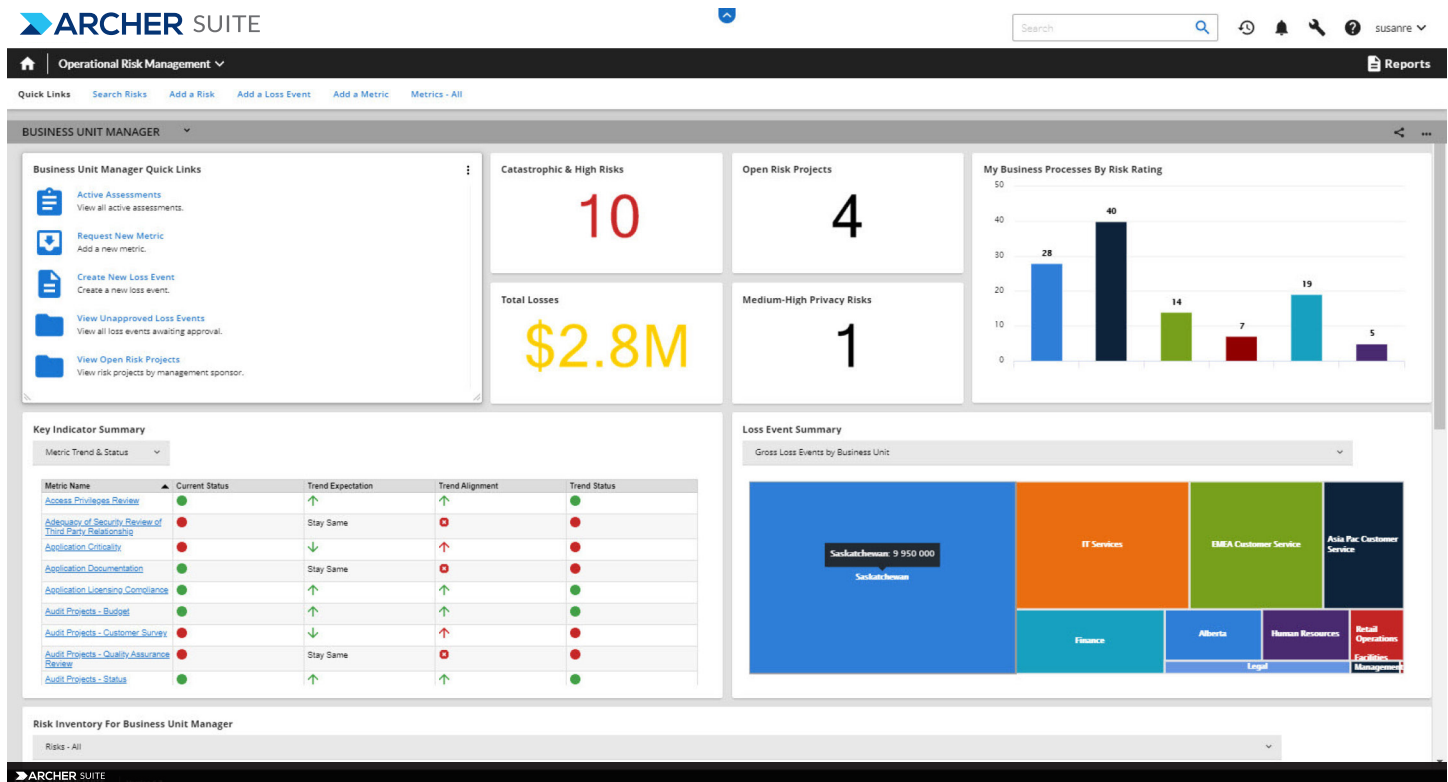 ARCHER SUITE
Search
susanre
Operational Risk Management
Reports
Quick Links Search Risks Add a Risk Add a Loss Event Add a Metric Metrics - All
BUSINESS UNIT MANAGER
Business Unit Manager Quick Links
Active Assessments
View all active assessments.
Request New Metric
Add a new metric.
Create New Loss Event
Create a new loss event.
View Unapproved Loss Events
View all loss events awaiting approval.
View Open Risk Projects
View risk projects by management sponsor.
Catastrophic & High Risks
10
Open Risk Projects
4
Total Losses
$2.8M
Medium-High Privacy Risks
1
My Business Processes By Risk Rating
50
40
30
20
10
0
28
40
14
7
19
5
Key Indicator Summary
Metric Trend & Status
Metric Name Current Status Trend Expectation Trend Alignment Trend Status
Access Privileges Review
Adequacy of Security Review of
Third Party Relationship
Stay Same
Application Criticality
Application Documentation
Stay Same
Application Licensing Compliance
Audit Projects - Budget
Audit Projects - Customer Survey
Audit Projects - Quality Assurance
Review
Stay Same
Audit Projects - Status
Loss Event Summary
Gross Loss Events by Business Unit
Saskatchewan: 9 950 000
Saskatchewan
IT Services
EMEA Customer Service
Asia Pac Customer
Service
Finance
Alberta
Human Resources
Retail
Operations
Legal
Facilities
Management
Risk Inventory For Business Unit Manager
Risks - All
ARCHER SUITE